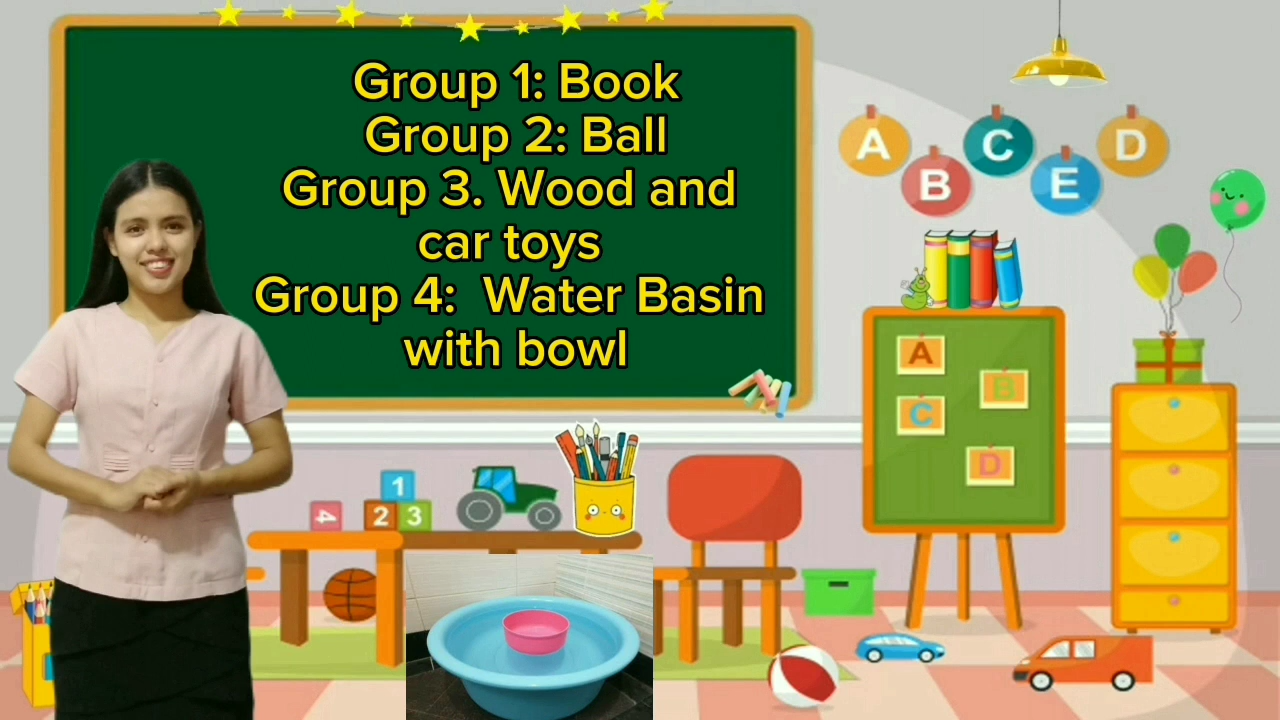 Group 1: Book
Group 2: Ball
Group 3. Wood and
car toys
Group 4:  Water Basin
with bowl
A
B
C
E
D
A
B
C
D
1
4
2
3